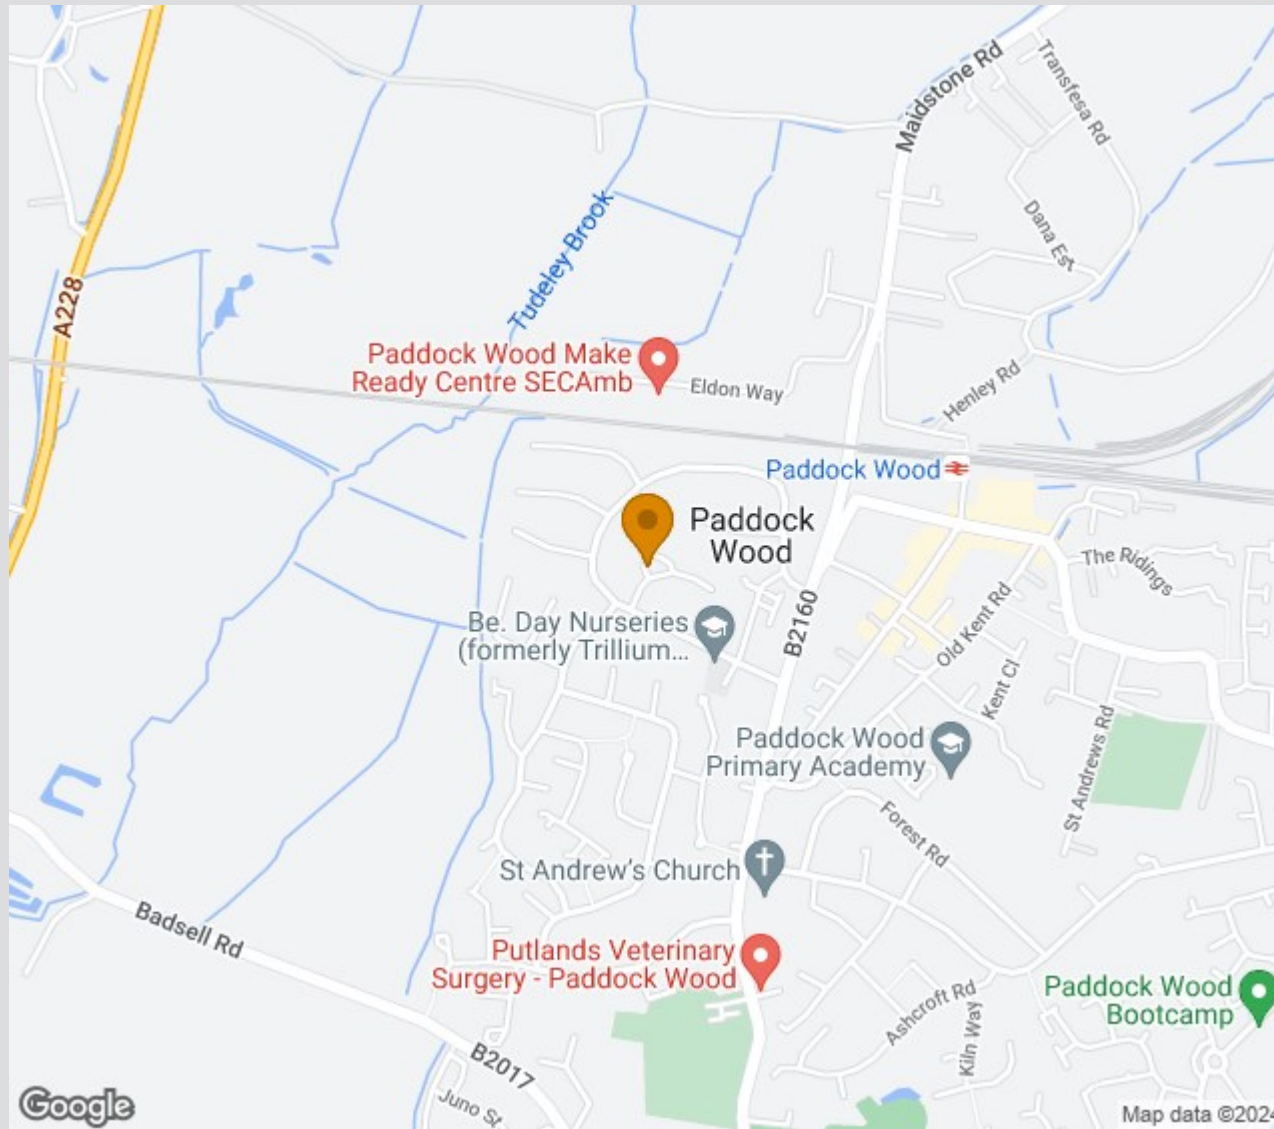 Maidstone Rd
Transfesa Rd
Dana Est
Tudeley Brook
A228
Paddock Wood Make
Ready Centre SECAmb
Eldon Way
Henley Rd
Paddock Wood
Paddock
Wood
The Ridings
B2160
Old Kent Rd
Be. Day Nurseries
(formerly Trillium...
Kent Cl
St Andrews Rd
Paddock Wood
Primary Academy
Forest Rd
St Andrew's Church
Badsell Rd
Putlands Veterinary
Surgery - Paddock Wood
Ashcroft Rd
Kiln Way
Paddock Wood
Bootcamp
B2017
Juno St
Google
Map data ©2024